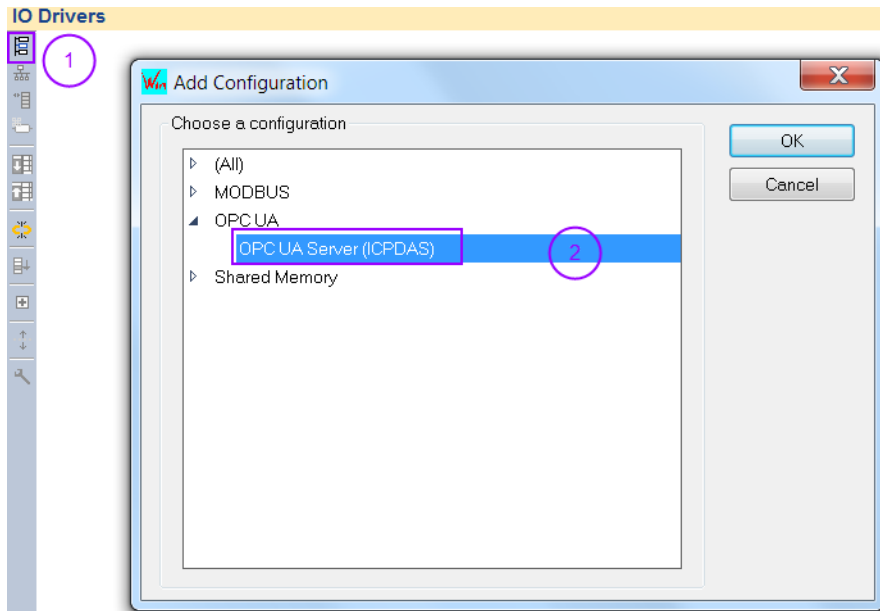 IO Drivers
1
Win Add Configuration
Choose a configuration
OK
(All)
MODBUS
Cancel
OPC UA
OPC UA Server (ICPDAS)
2
Shared Memory